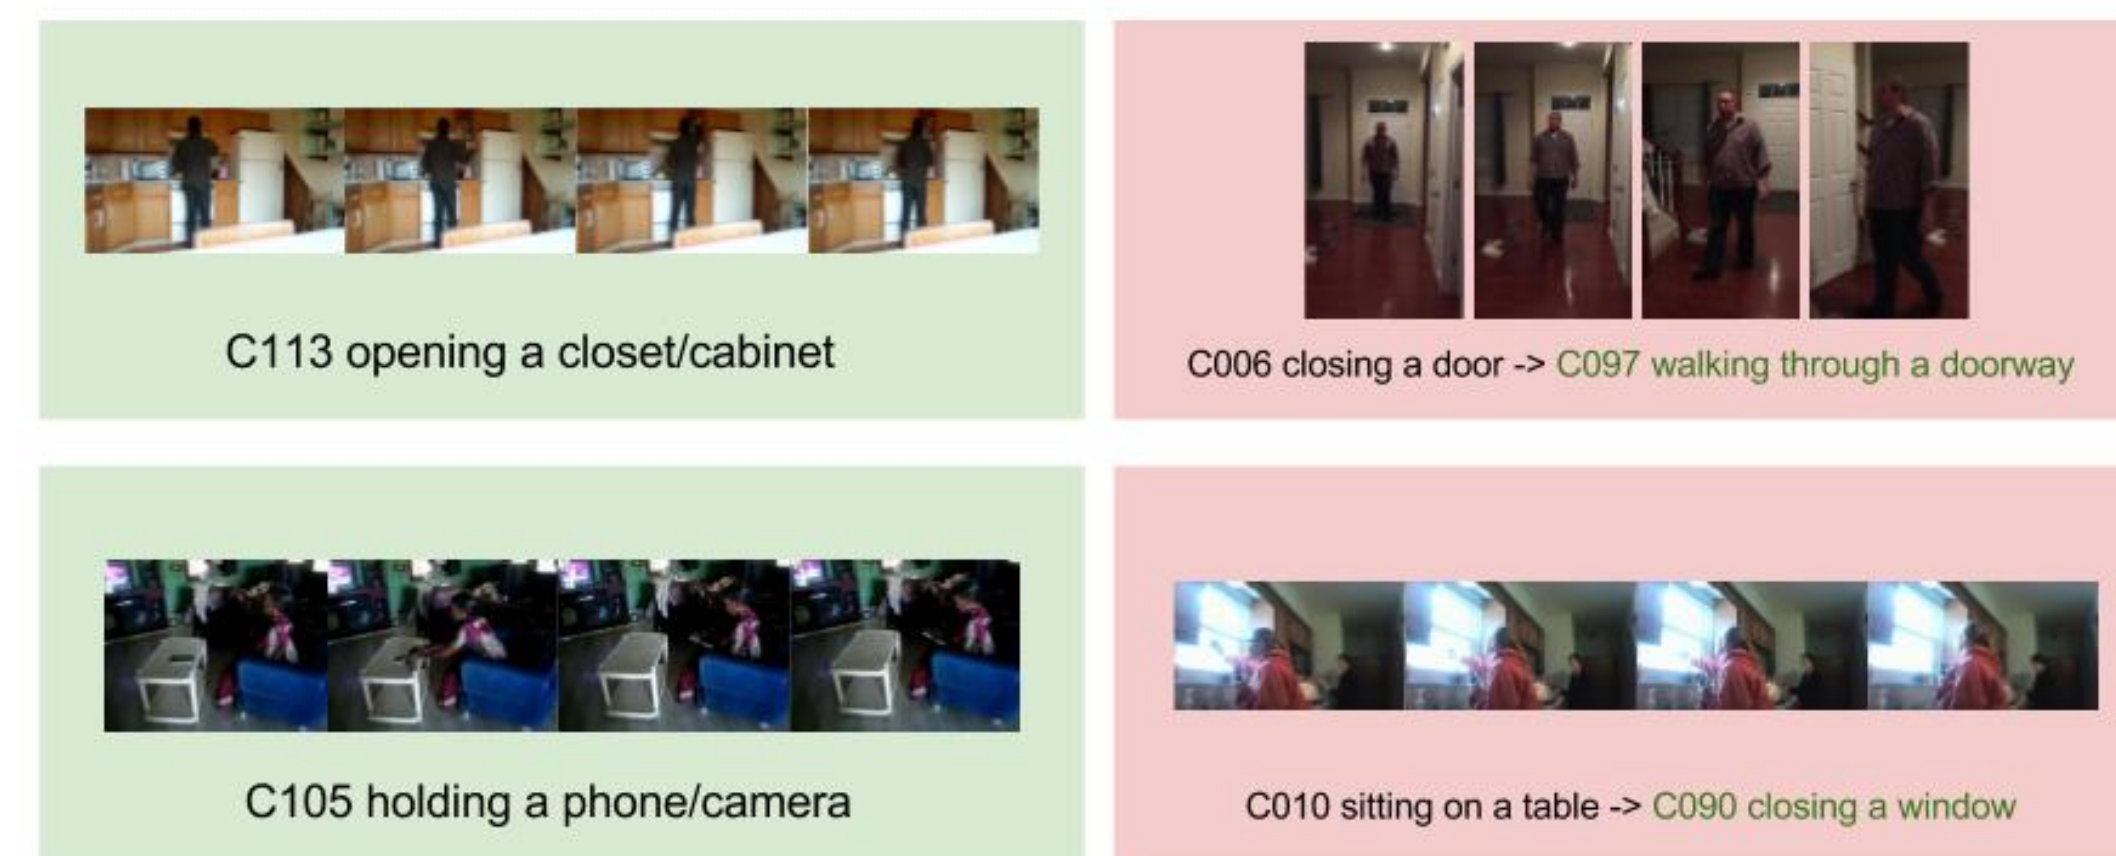 C113 opening a closet/cabinet
C006 closing a door -> C097 walking through a doorway
C105 holding a phone/camera
C010 sitting on a table -> C090 closing a window